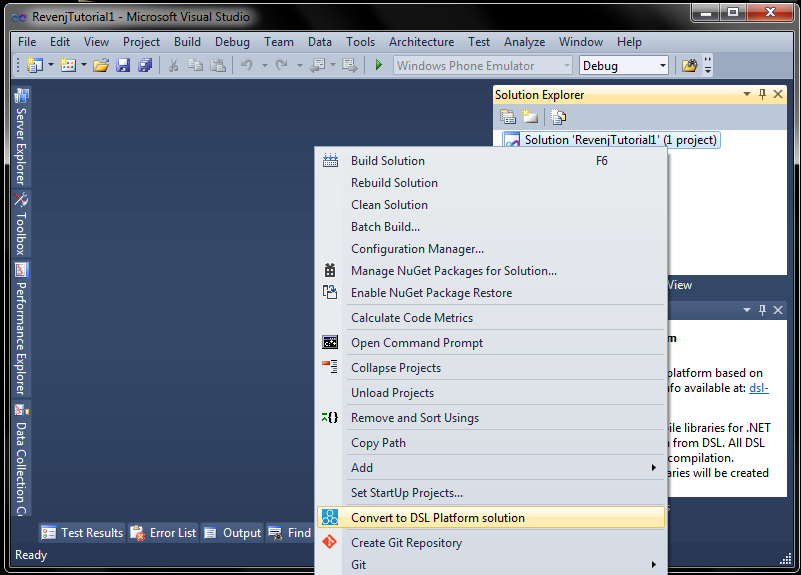 RevenjTutorial1 - Microsoft Visual Studio
File Edit View Project Build Debug Team Data Tools Architecture Test Analyze Window Help
Windows Phone Emulator Debug
Server Explorer
Toolbox
Performance Explorer
Data Collection C
Solution Explorer
Solution 'RevenjTutorial1' (1 project)
Build Solution F6
Rebuild Solution
Clean Solution
Batch Build...
Configuration Manager...
Manage NuGet Packages for Solution...
Enable NuGet Package Restore
Calculate Code Metrics
Open Command Prompt
Collapse Projects
Unload Projects
Remove and Sort Usings
Copy Path
Add
Set StartUp Projects...
Convert to DSL Platform solution
Create Git Repository
Git
View
platform based on
available at: dsl-
libraries for .NET
from DSL. All DSL
compilation.
will be created
Test Results Error List Output Find
Ready